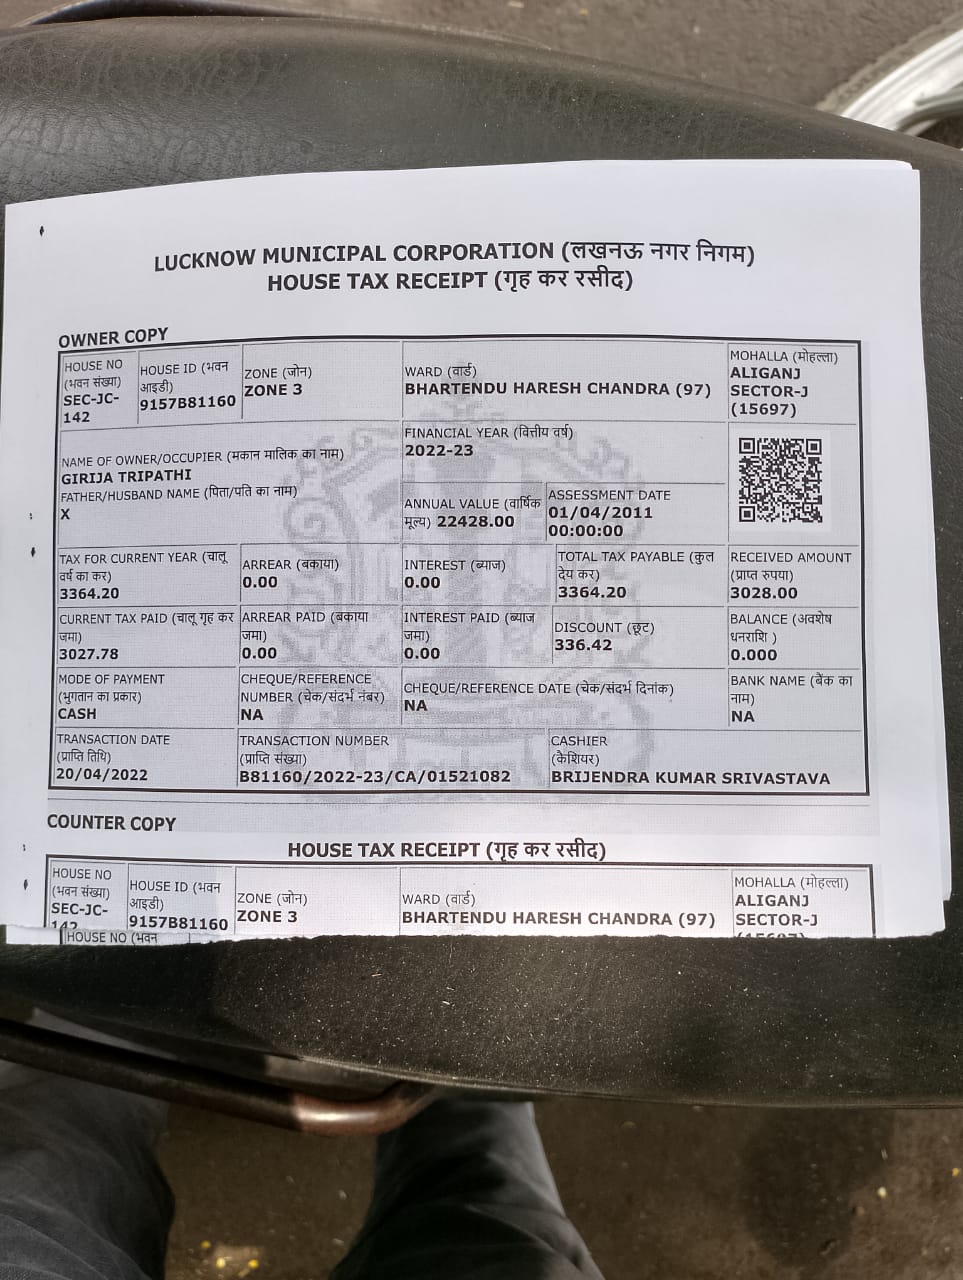 LUCKNOW MUNICIPAL CORPORATION (लखनऊ नगर निगम)
HOUSE TAX RECEIPT (गृह कर रसीद)
OWNER COPY
HOUSE NO
(भवन संख्या)
SEC-JC-
142
HOUSE ID (भवन
आइडी)
9157B81160
ZONE (जोन)
ZONE 3
WARD (वार्ड)
BHARTENDU HARESH CHANDRA (97)
MOHALLA (मोहल्ला)
ALIGANJ
SECTOR-J
(15697)
NAME OF OWNER/OCCUPIER (मकान मालिक का नाम)
GIRIJA TRIPATHI
FATHER/HUSBAND NAME (पिता/पति का नाम)
X
FINANCIAL YEAR (वित्तीय वर्ष)
2022-23
ANNUAL VALUE (वार्षिक
मूल्य) 22428.00
ASSESSMENT DATE
01/04/2011
00:00:00
TAX FOR CURRENT YEAR (चालू
वर्ष का कर)
3364.20
ARREAR (बकाया)
0.00
INTEREST (ब्याज)
0.00
TOTAL TAX PAYABLE (कुल
देय कर)
3364.20
RECEIVED AMOUNT
(प्राप्त रुपया)
3028.00
CURRENT TAX PAID (चालू गृह कर
जमा)
3027.78
ARREAR PAID (बकाया
जमा)
0.00
INTEREST PAID (ब्याज
जमा)
0.00
DISCOUNT (छूट)
336.42
BALANCE (अवशेष
धनराशि )
0.000
MODE OF PAYMENT
(भुगतान का प्रकार)
CASH
CHEQUE/REFERENCE
NUMBER (चेक/संदर्भ नंबर)
NA
CHEQUE/REFERENCE DATE (चेक/संदर्भ दिनांक)
NA
BANK NAME (बैंक का
नाम)
NA
TRANSACTION DATE
(प्राप्ति तिथि)
20/04/2022
TRANSACTION NUMBER
(प्राप्ति संख्या)
B81160/2022-23/CA/01521082
CASHIER
(कैशियर)
BRIJENDRA KUMAR SRIVASTAVA
COUNTER COPY
HOUSE TAX RECEIPT (गृह कर रसीद)
HOUSE NO
(भवन संख्या)
SEC-JC-
142
HOUSE ID (भवन
आइडी)
9157B81160
ZONE (जोन)
ZONE 3
WARD (वार्ड)
BHARTENDU HARESH CHANDRA (97)
MOHALLA (मोहल्ला)
ALIGANJ
SECTOR-J
(15697)
HOUSE NO (भवन